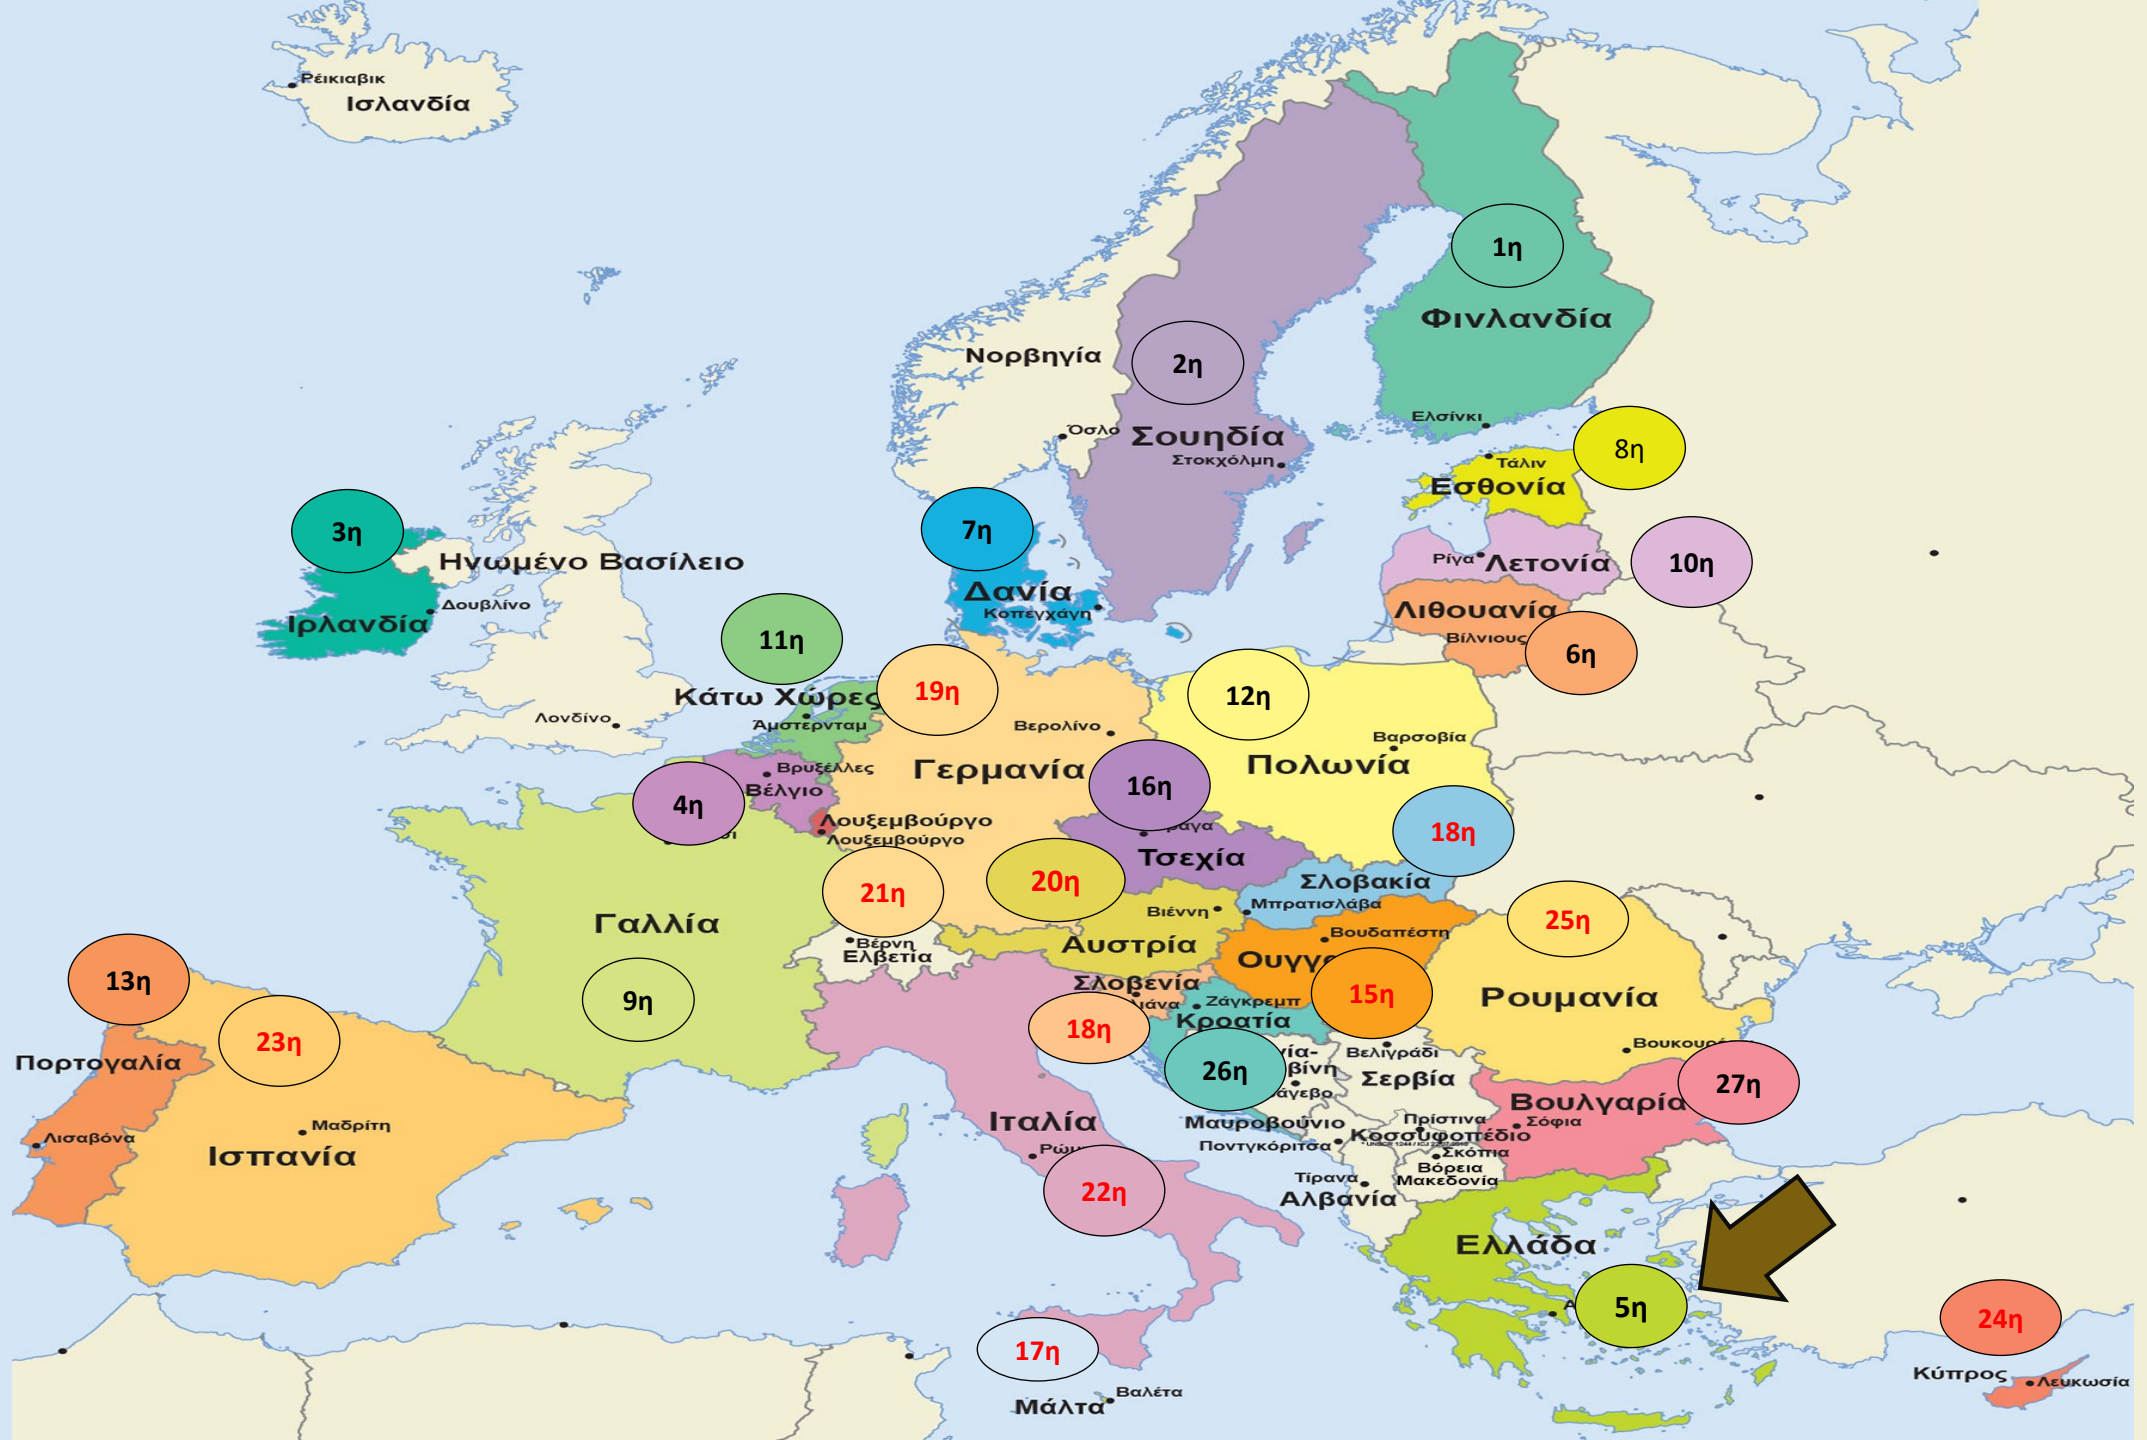 Ρέικιαβικ
Ισλανδία
1η
Φινλανδία
Νορβηγία
2η
Ελσίνκι
Όσλο
Σουηδία
Στοκχόλμη
8η
Τάλιν
Εσθονία
3η
7η
Ηνωμένο Βασίλειο
Ρίγα
Λετονία
10η
Δανία
Κοπεγχάγη
Δουβλίνο
Ιρλανδία
Λιθουανία
Βίλνιους
6η
11η
19η
12η
Κάτω Χώρες
Άμστερνταμ
Λονδίνο
Βερολίνο
Βαρσοβία
Βρυξέλλες
Γερμανία
Πολωνία
4η
Βέλγιο
16η
Λουξεμβούργο
Λουξεμβούργο
18η
Τσεχία
21η
20η
Σλοβακία
Μπρατισλάβα
Γαλλία
Βιέννη
25η
Βέρνη
Ελβετία
Αυστρία
Βουδαπέστη
Ουγγ
13η
Σλοβενία
15η
Ρουμανία
9η
Ζάγκρεμπ
Κροατία
18η
23η
Πορτογαλία
26η
Βελιγράδι
Σερβία
Βουκουρ
27η
Βουλγαρία
Σόφια
Μαδρίτη
Λισαβόνα
Ισπανία
Ιταλία
Μαυροβούνιο
Ποντγκόριτσα
Πρίστινα
Κοσσυφοπέδιο
Σκόπια
Βόρεια
Μακεδονία
22η
Τίρανα
Αλβανία
Ελλάδα
5η
24η
17η
Βαλέτα
Μάλτα
Κύπρος
Λευκωσία